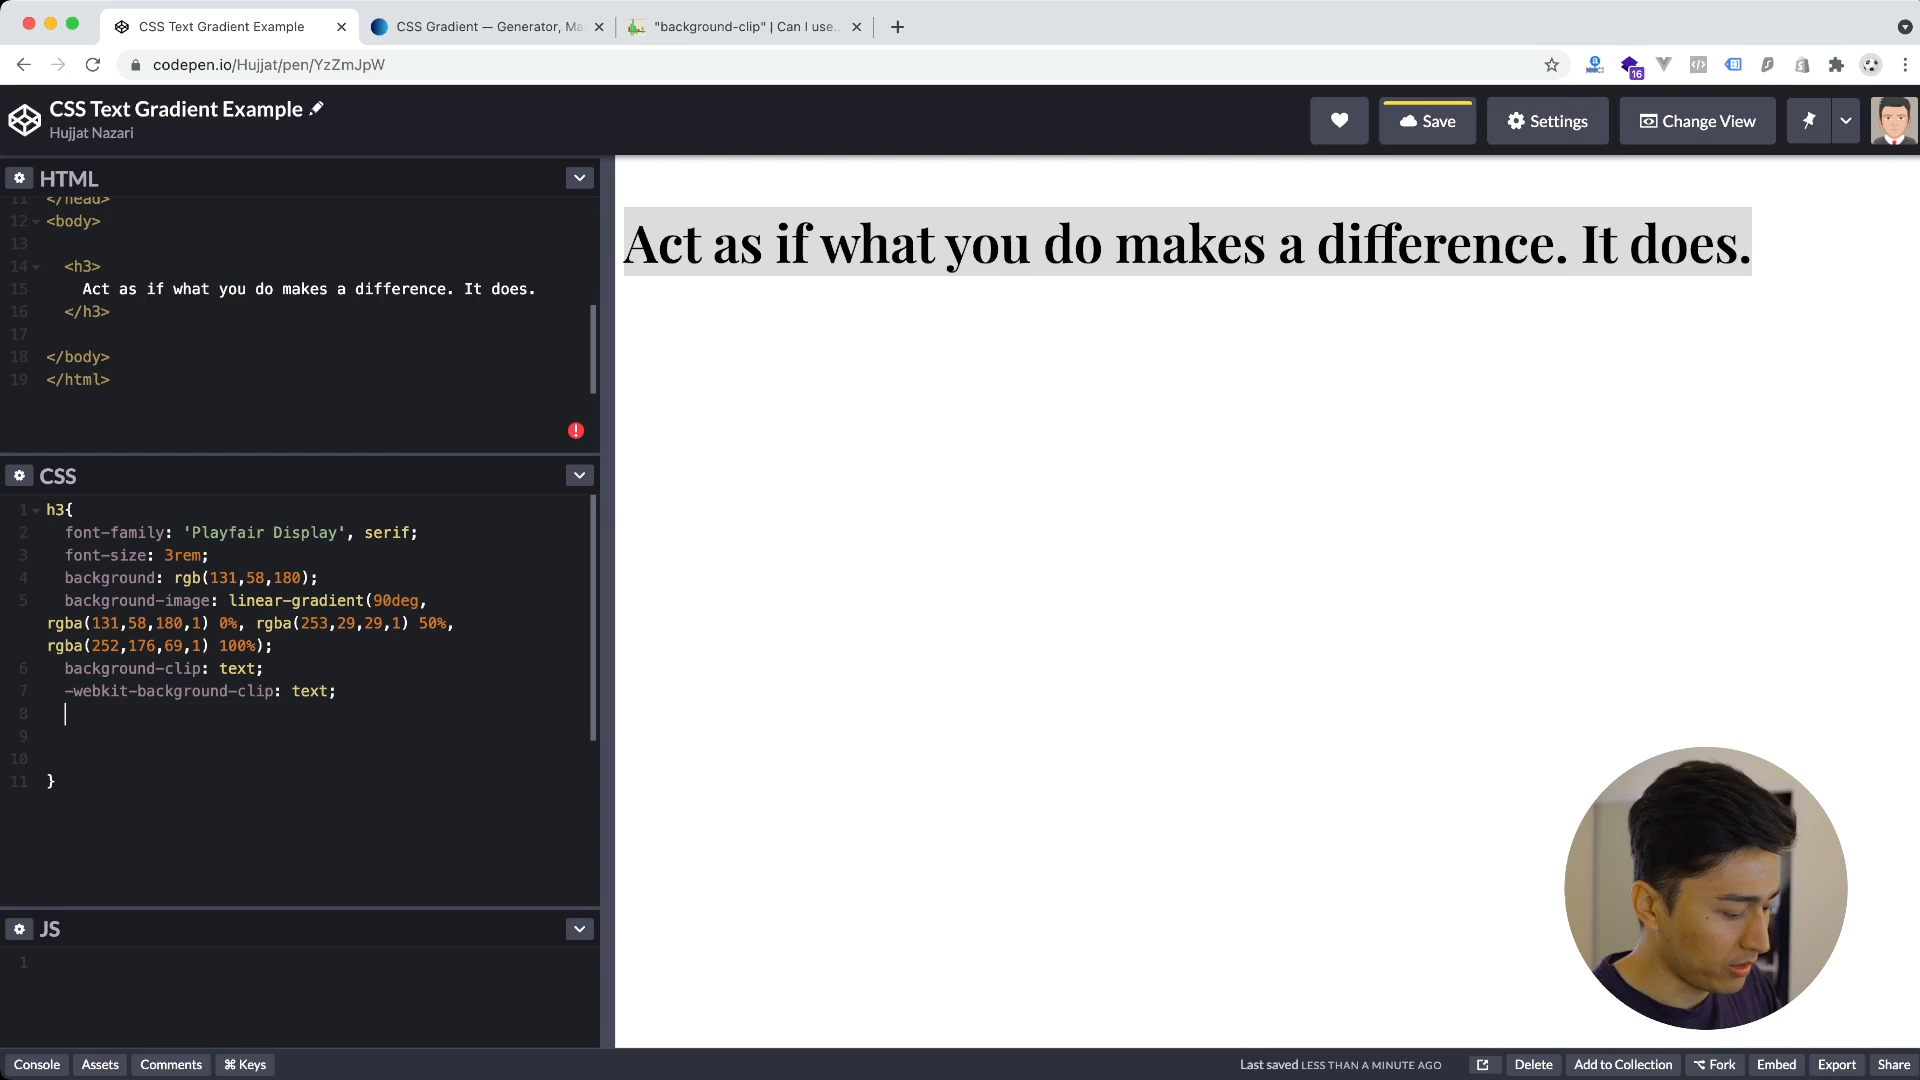 CSS Text Gradient Example
CSS Gradient — Generator, Ma
"background-clip" | Can I use..
codepen.io/Hujjat/pen/YzZmJpW
16
CSS Text Gradient Example
Hujjat Nazari
Save
Settings
Change View
HTML
11 </head>
12 <body>
13
14 <h3>
15 Act as if what you do makes a difference. It does.
16 </h3>
17
18 </body>
19 </html>
CSS
1 h3{
2 font-family: 'Playfair Display', serif;
3 font-size: 3rem;
4 background: rgb(131,58,180);
5 background-image: linear-gradient(90deg,
rgba(131,58,180,1) 0%, rgba(253,29,29,1) 50%,
rgba(252,176,69,1) 100%);
6 background-clip: text;
7 -webkit-background-clip: text;
8
9
10
11 }
JS
1
Act as if what you do makes a difference. It does.
Console
Assets
Comments
⌘ Keys
Last saved LESS THAN A MINUTE AGO
Delete
Add to Collection
Fork
Embed
Export
Share